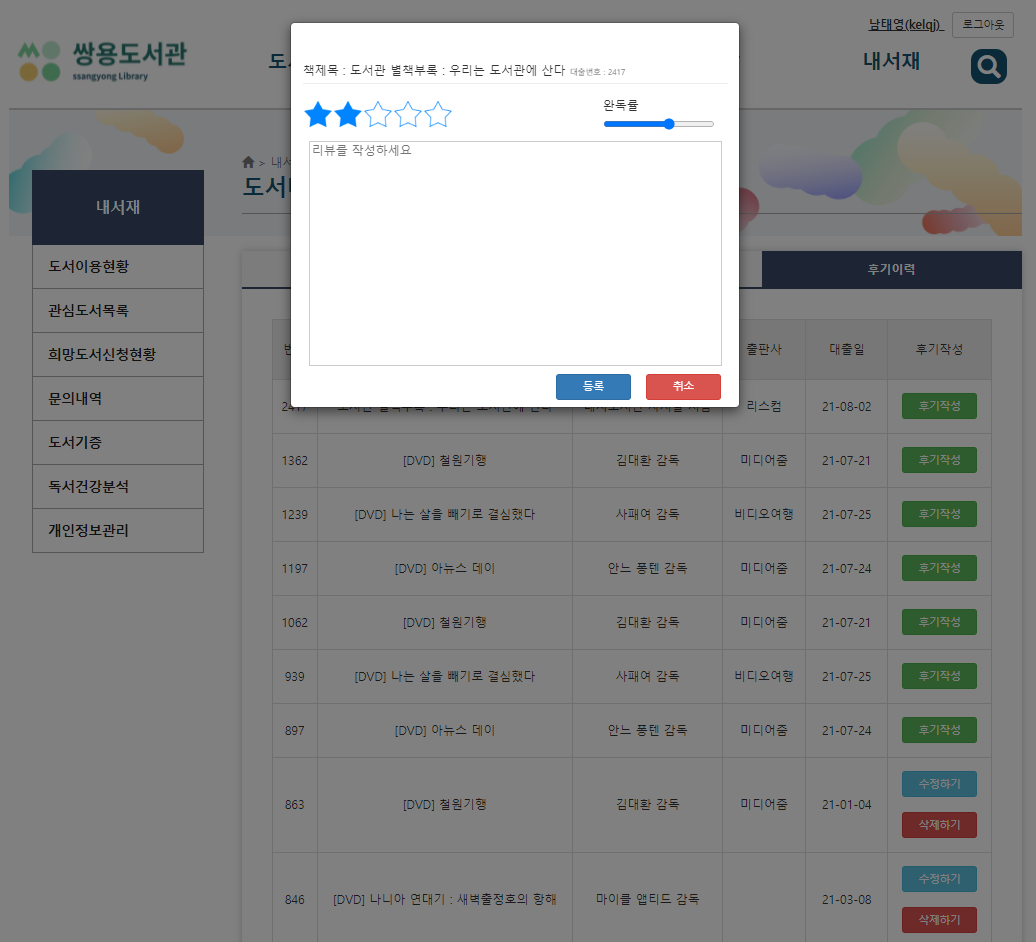 남태영(kelqj)
로그아웃
쌍용도서관
ssangyong Library
내서재
책제목 : 도서관 별책부록 : 우리는 도서관에 산다 대출번호 : 2417
완독률
리뷰를 작성하세요
등록
취소
> 내서
내서재
도서이용현황
관심도서목록
희망도서신청현황
문의내역
도서기증
독서건강분석
개인정보관리
후기이력
출판사 대출일 후기작성
리스컴 21-08-02 후기작성
1362 [DVD] 철원기행 김대환 감독 미디어줌 21-07-21 후기작성
1239 [DVD] 나는 살을 빼기로 결심했다 사패여 감독 비디오여행 21-07-25 후기작성
1197 [DVD] 아뉴스 데이 안느 퐁텐 감독 미디어줌 21-07-24 후기작성
1062 [DVD] 철원기행 김대환 감독 미디어줌 21-07-21 후기작성
939 [DVD] 나는 살을 빼기로 결심했다 사패여 감독 비디오여행 21-07-25 후기작성
897 [DVD] 아뉴스 데이 안느 퐁텐 감독 미디어줌 21-07-24 후기작성
863 [DVD] 철원기행 김대환 감독 미디어줌 21-01-04 수정하기
삭제하기
846 [DVD] 나니아 연대기 : 새벽출정호의 항해 마이클 앱티드 감독 21-03-08 수정하기
삭제하기